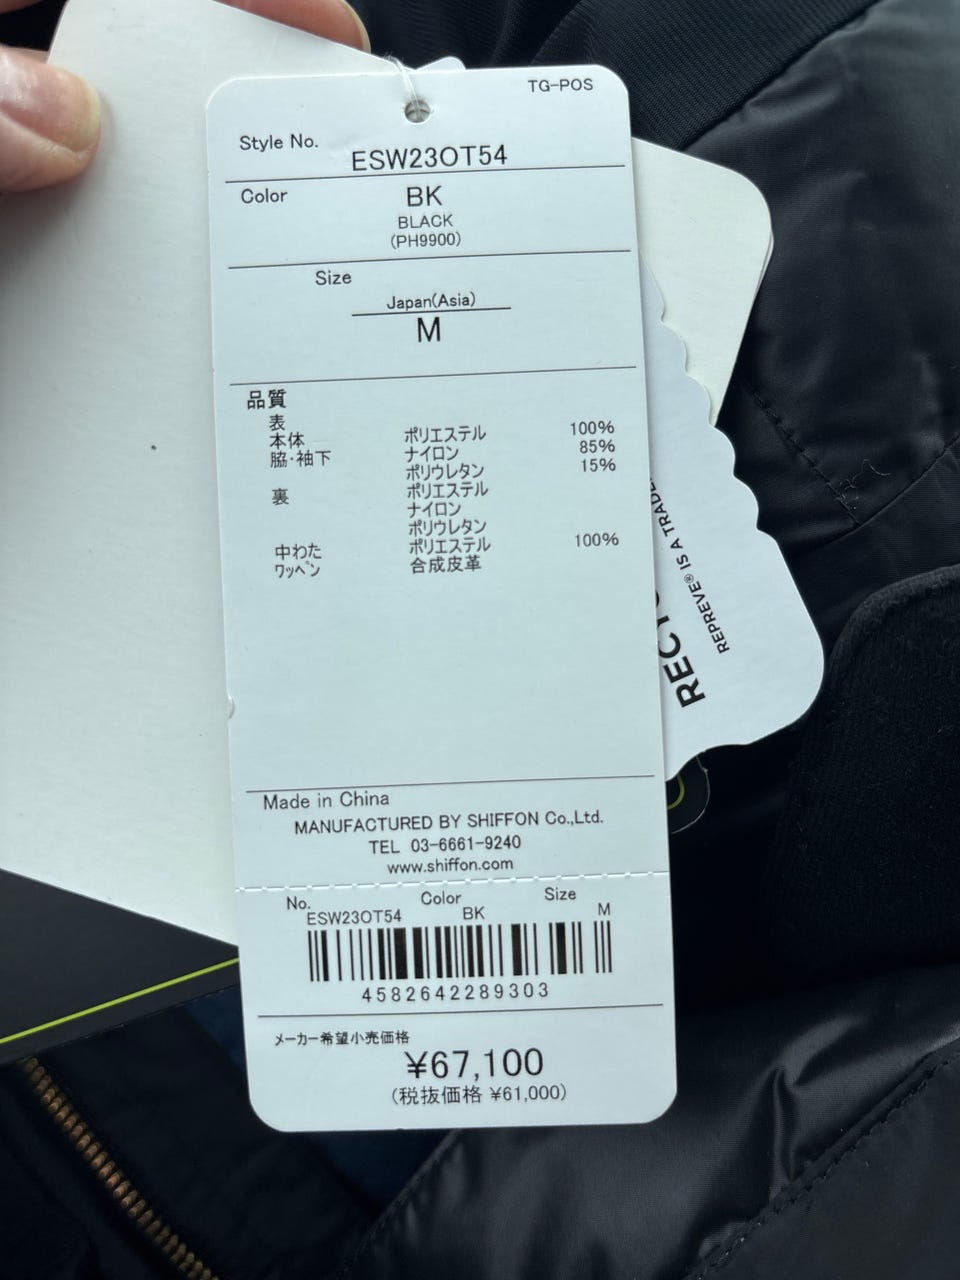 TG-POS
Style No.
ESW23OT54
Color
BK
BLACK
(PH9900)
Size
Japan(Asia)
M
品質
表
本体 ポリエステル 100%
脇・袖下 ナイロン 85%
ポリウレタン 15%
裏 ポリエステル
ナイロン
ポリウレタン
中わた ポリエステル 100%
ワッペン 合成皮革
Made in China
MANUFACTURED BY SHIFFON Co.,Ltd.
TEL 03-6661-9240
www.shiffon.com
No. Color Size
ESW23OT54 BK M
4582642289303
メーカー希望小売価格
¥67,100
(税抜価格 ¥61,000)
REPREVE® IS A